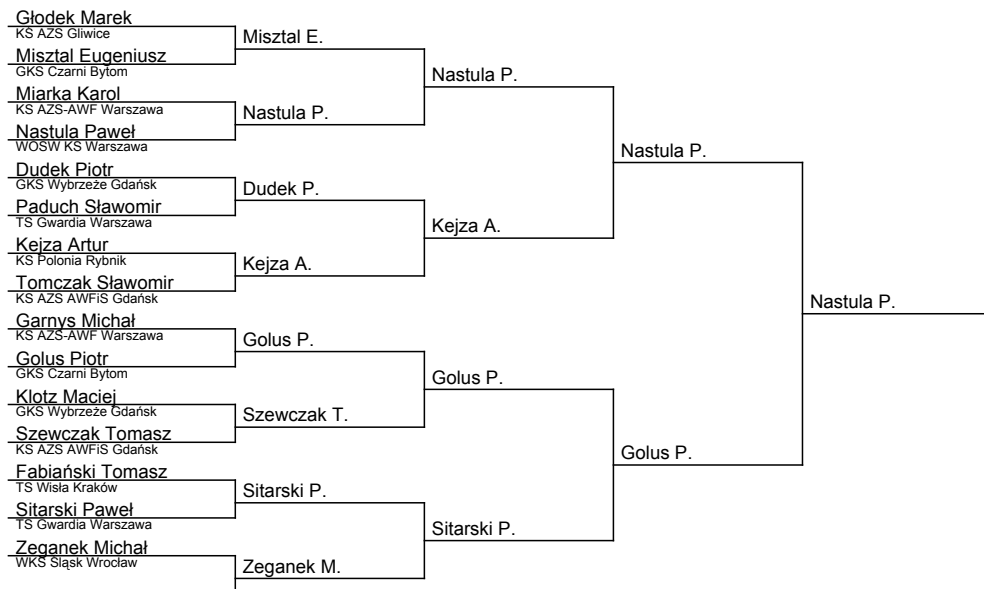 Głodek Marek
KS AZS Gliwice
Misztal Eugeniusz
GKS Czarni Bytom
Miarka Karol
KS AZS-AWF Warszawa
Nastula Paweł
WOSW KS Warszawa
Dudek Piotr
GKS Wybrzeże Gdańsk
Paduch Sławomir
TS Gwardia Warszawa
Kejza Artur
KS Polonia Rybnik
Tomczak Sławomir
KS AZS AWFiS Gdańsk
Garnys Michał
KS AZS-AWF Warszawa
Golus Piotr
GKS Czarni Bytom
Klotz Maciej
GKS Wybrzeże Gdańsk
Szewczak Tomasz
KS AZS AWFiS Gdańsk
Fabiański Tomasz
TS Wisła Kraków
Sitarski Paweł
TS Gwardia Warszawa
Zeganek Michał
WKS Śląsk Wrocław
Misztal E.
Nastula P.
Dudek P.
Kejza A.
Golus P.
Szewczak T.
Sitarski P.
Zeganek M.
Nastula P.
Kejza A.
Golus P.
Sitarski P.
Nastula P.
Golus P.
Nastula P.